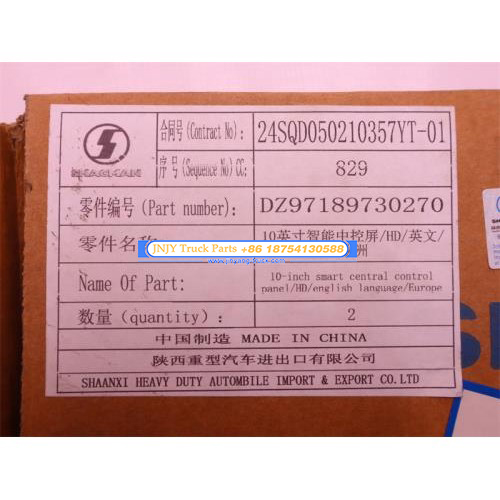 合同号(Contract No):
24SQD050210357YT-01
SHACMAN
序号(Sequence No)CC:
829
零件编号(Part number):
DZ97189730270
零件名称
10英寸智能中控屏/HD/英文/
洲
JNJY Truck Parts +86 18754130588
Name Of Part:
10-inch smart central control
panel/HD/english language/Europe
数量(quantity):
2
中国制造 MADE IN CHINA
陕西重型汽车进出口有限公司
SHAANXI HEAVY DUTY AUTOMBILE IMPORT & EXPORT CO.LTD